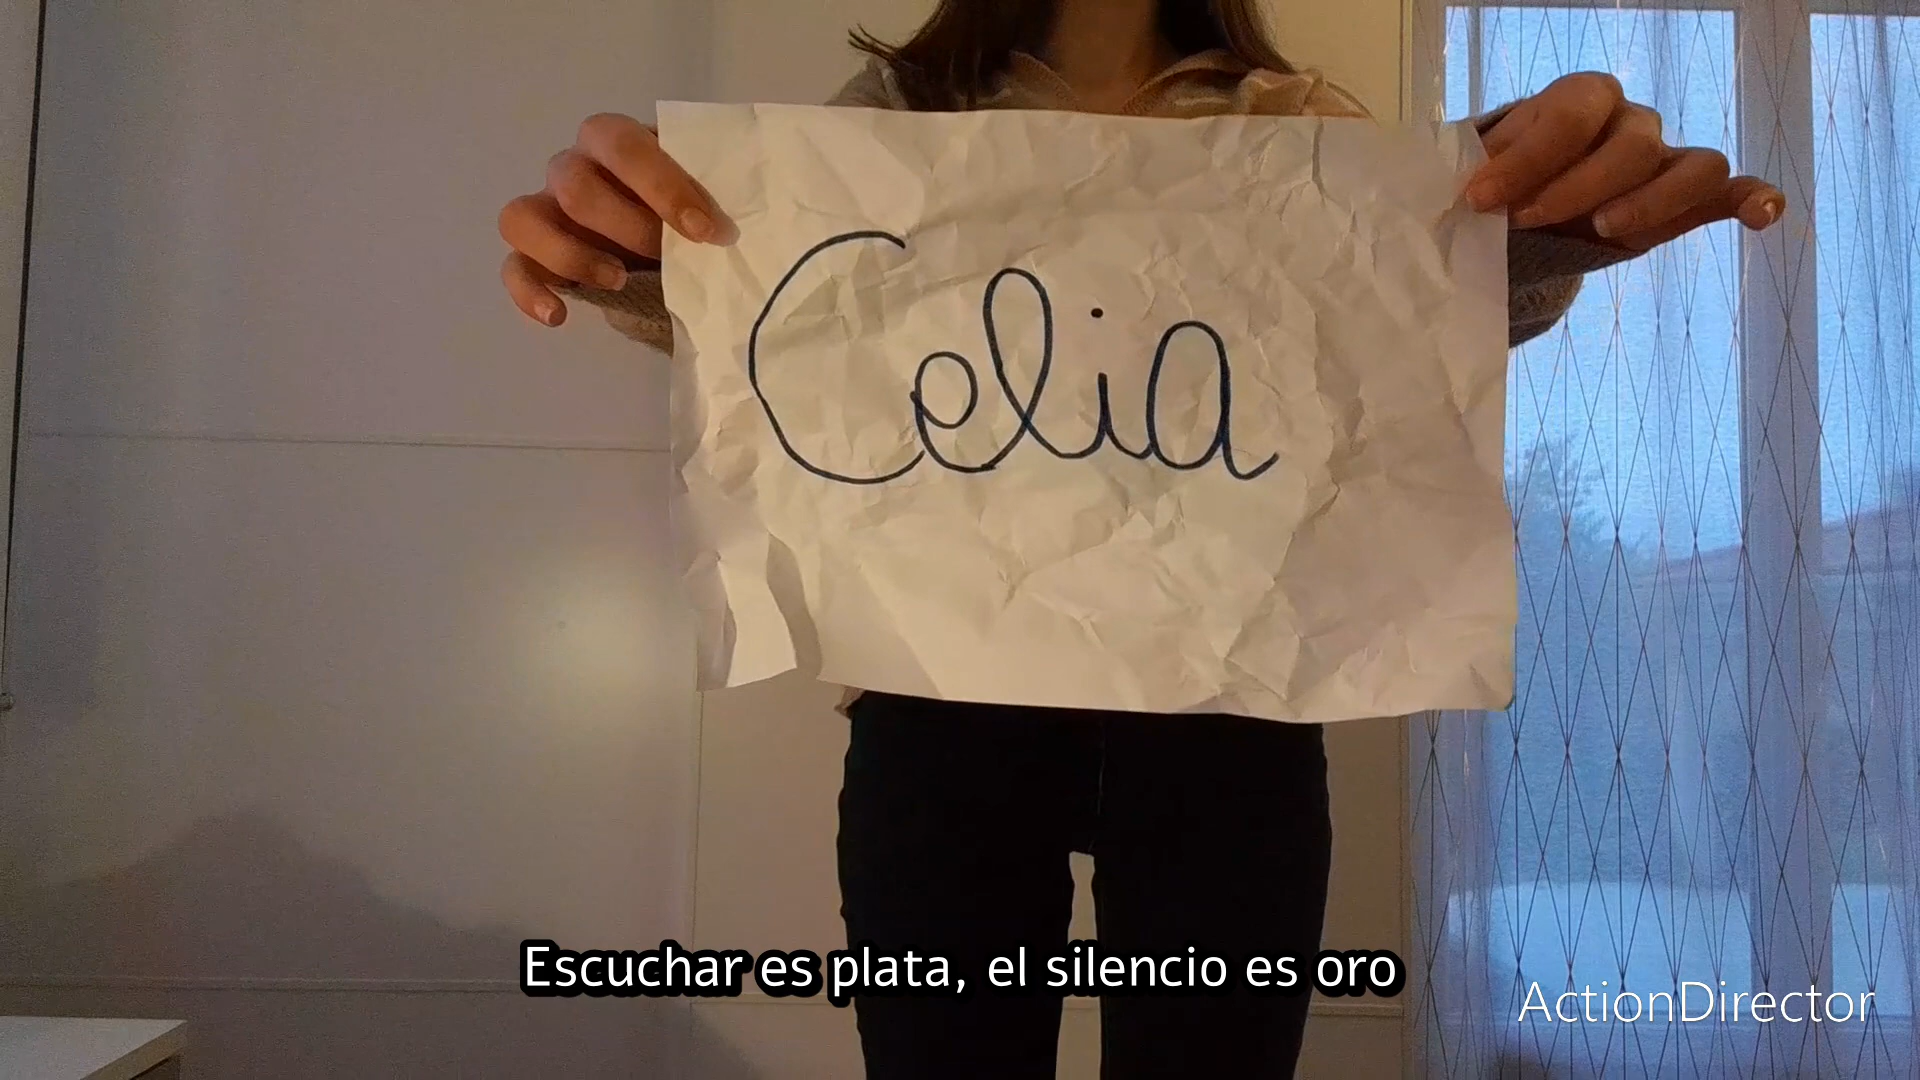 Celia
Escuchar es plata, el silencio es oro
ActionDirector